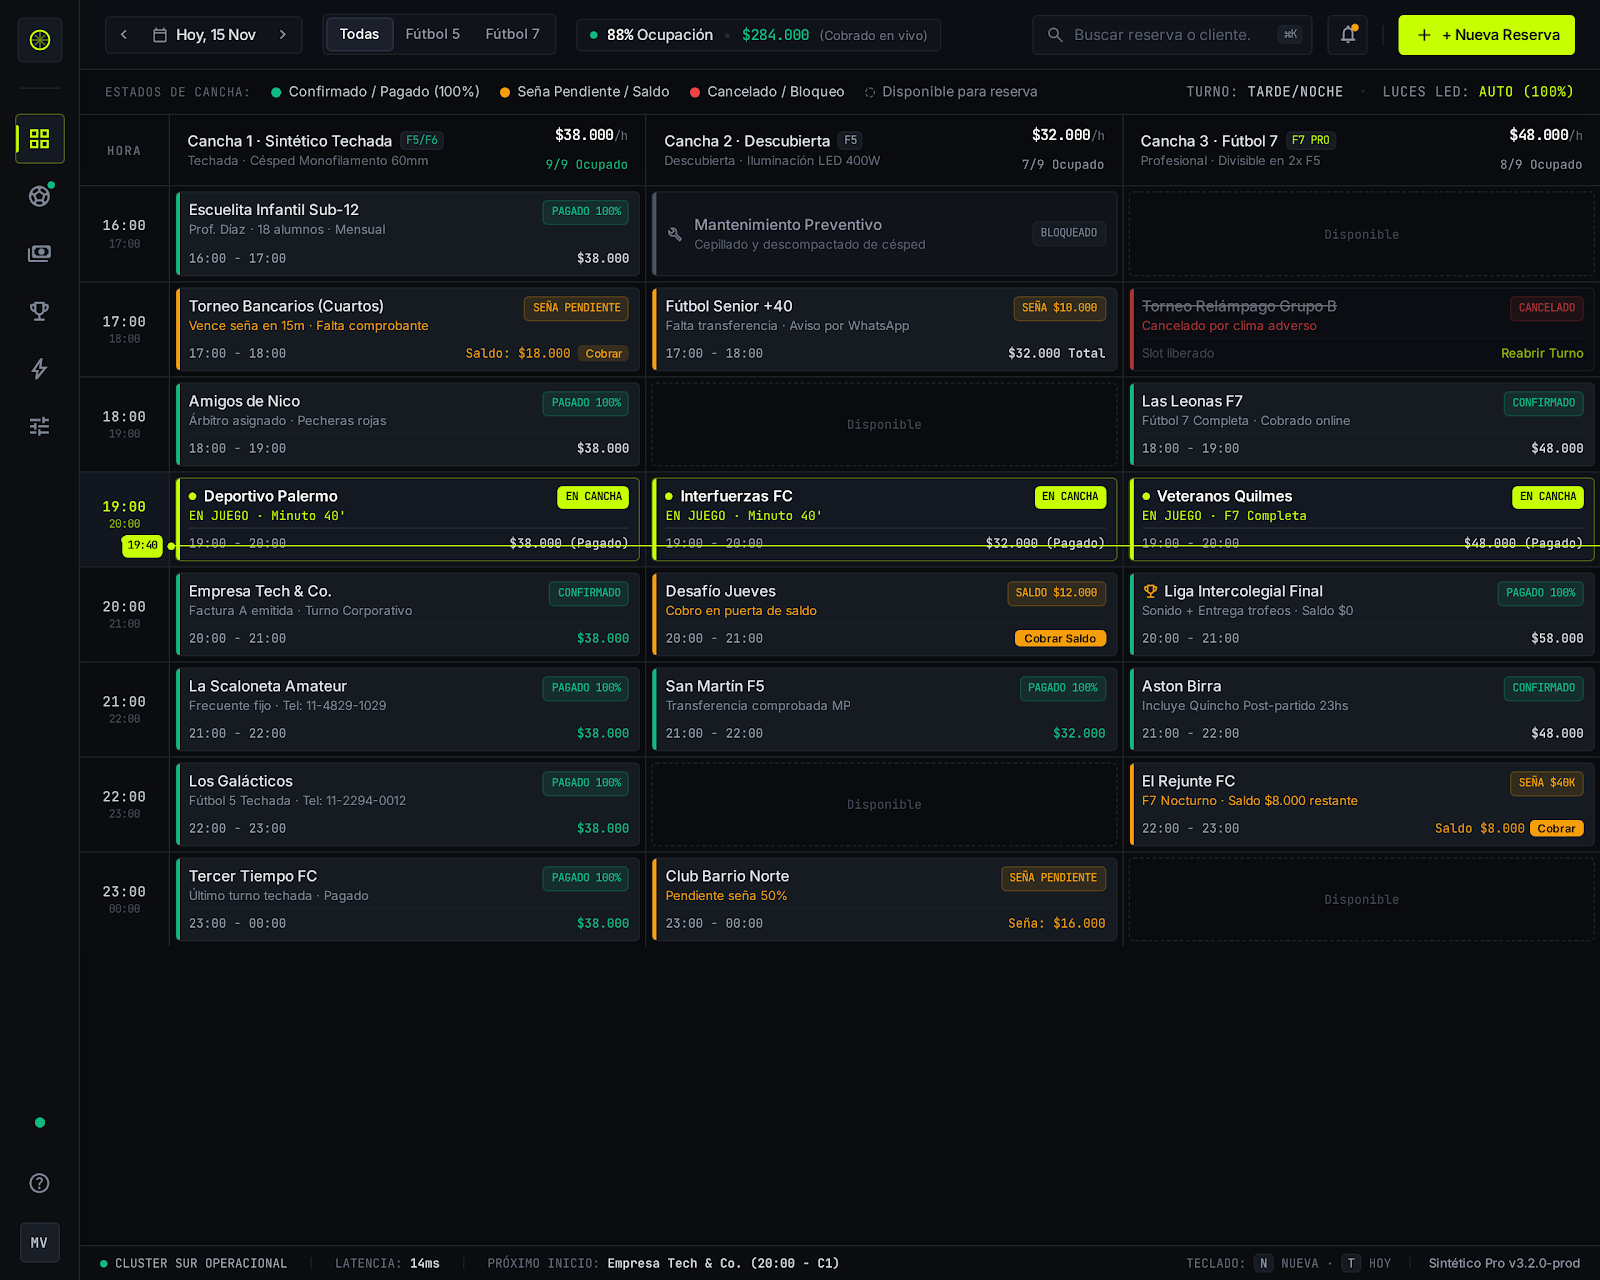 Hoy, 15 Nov
Todas
Fútbol 5
Fútbol 7
88% Ocupación · $284.000 (Cobrado en vivo)
Buscar reserva o cliente. ⌘K
+ + Nueva Reserva
ESTADOS DE CANCHA:
Confirmado / Pagado (100%)
Seña Pendiente / Saldo
Cancelado / Bloqueo
Disponible para reserva
TURNO: TARDE/NOCHE · LUCES LED: AUTO (100%)
HORA
Cancha 1 · Sintético Techada F5/F6
$38.000/h
Techada · Césped Monofilamento 60mm
9/9 Ocupado
Cancha 2 · Descubierta F5
$32.000/h
Descubierta · Iluminación LED 400W
7/9 Ocupado
Cancha 3 · Fútbol 7 F7 PRO
$48.000/h
Profesional · Divisible en 2x F5
8/9 Ocupado
16:00
17:00
Escuelita Infantil Sub-12
PAGADO 100%
Prof. Díaz · 18 alumnos · Mensual
16:00 - 17:00
$38.000
Mantenimiento Preventivo
Cepillado y descompactado de césped
BLOQUEADO
Disponible
17:00
18:00
Torneo Bancarios (Cuartos)
SEÑA PENDIENTE
Vence seña en 15m · Falta comprobante
17:00 - 18:00
Saldo: $18.000 Cobrar
Fútbol Senior +40
SEÑA $10.000
Falta transferencia · Aviso por WhatsApp
17:00 - 18:00
$32.000 Total
Torneo Relámpago Grupo B
CANCELADO
Cancelado por clima adverso
Slot liberado
Reabrir Turno
18:00
19:00
Amigos de Nico
PAGADO 100%
Árbitro asignado · Pecheras rojas
18:00 - 19:00
$38.000
Disponible
Las Leonas F7
CONFIRMADO
Fútbol 7 Completa · Cobrado online
18:00 - 19:00
$48.000
19:00
20:00
19:40
Deportivo Palermo
EN CANCHA
EN JUEGO · Minuto 40'
19:00 - 20:00
$38.000 (Pagado)
Interfuerzas FC
EN CANCHA
EN JUEGO · Minuto 40'
19:00 - 20:00
$32.000 (Pagado)
Veteranos Quilmes
EN CANCHA
EN JUEGO · F7 Completa
19:00 - 20:00
$48.000 (Pagado)
20:00
21:00
Empresa Tech & Co.
CONFIRMADO
Factura A emitida · Turno Corporativo
20:00 - 21:00
$38.000
Desafío Jueves
SALDO $12.000
Cobro en puerta de saldo
20:00 - 21:00
Cobrar Saldo
Liga Intercolegial Final
PAGADO 100%
Sonido + Entrega trofeos · Saldo $0
20:00 - 21:00
$58.000
21:00
22:00
La Scaloneta Amateur
PAGADO 100%
Frecuente fijo · Tel: 11-4829-1029
21:00 - 22:00
$38.000
San Martín F5
PAGADO 100%
Transferencia comprobada MP
21:00 - 22:00
$32.000
Aston Birra
CONFIRMADO
Incluye Quincho Post-partido 23hs
21:00 - 22:00
$48.000
22:00
23:00
Los Galácticos
PAGADO 100%
Fútbol 5 Techada · Tel: 11-2294-0012
22:00 - 23:00
$38.000
Disponible
El Rejunte FC
SEÑA $40K
F7 Nocturno · Saldo $8.000 restante
22:00 - 23:00
Saldo $8.000 Cobrar
23:00
00:00
Tercer Tiempo FC
PAGADO 100%
Último turno techada · Pagado
23:00 - 00:00
$38.000
Club Barrio Norte
SEÑA PENDIENTE
Pendiente seña 50%
23:00 - 00:00
Seña: $16.000
Disponible
MV
CLUSTER SUR OPERACIONAL
LATENCIA: 14ms
PRÓXIMO INICIO: Empresa Tech & Co. (20:00 - C1)
TECLADO: N NUEVA · T HOY
Sintético Pro v3.2.0-prod